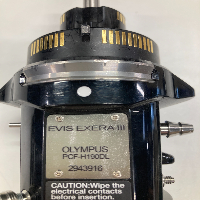 EVIS EXERA III
OLYMPUS
PCF-H190DL
2943916
CAUTION:Wipe the
electrical contacts
before insertion.